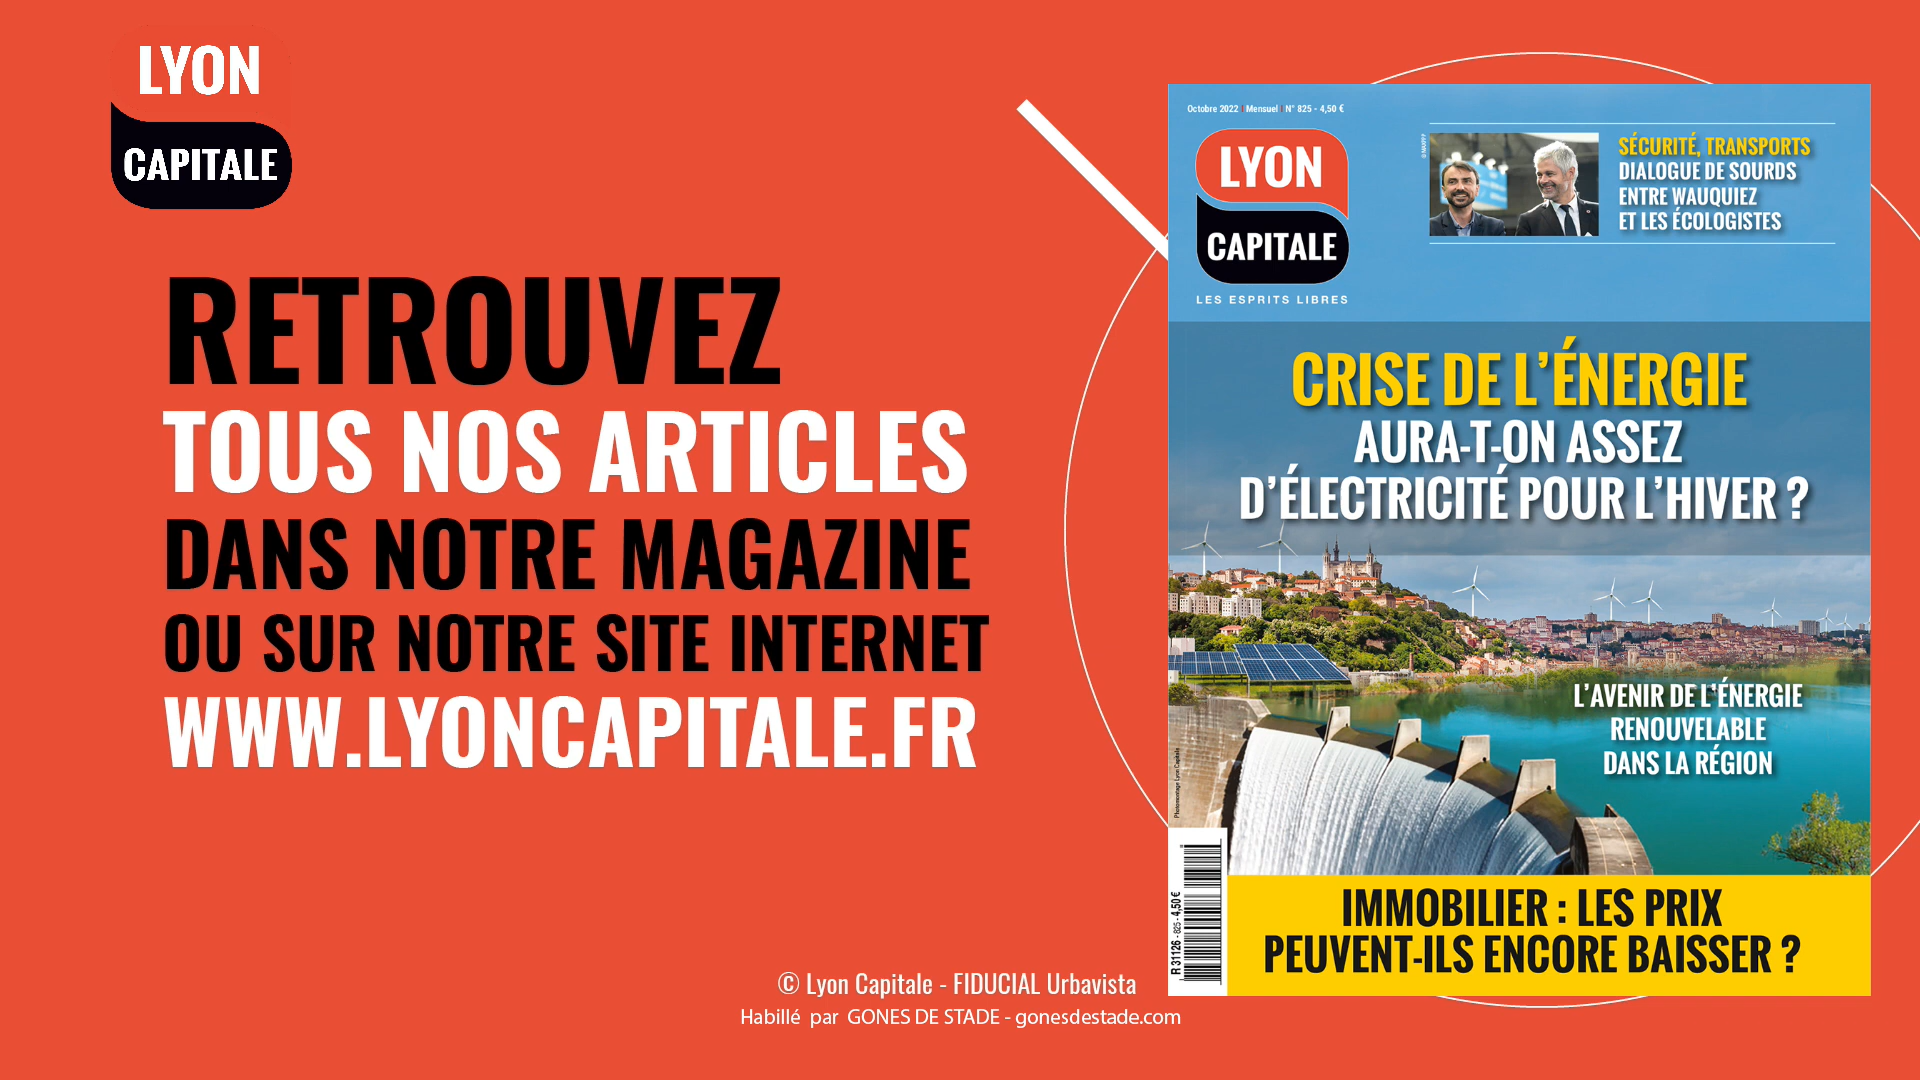 LYON
CAPITALE
RETROUVEZ
TOUS NOS ARTICLES
DANS NOTRE MAGAZINE
OU SUR NOTRE SITE INTERNET
WWW.LYONCAPITALE.FR
© Lyon Capitale - FIDUCIAL Urbavista
Habillé par GONES DE STADE - gonesdestade.com
Octobre 2022 | Mensuel | N° 825 - 4,50 €
LYON
CAPITALE
LES ESPRITS LIBRES
SÉCURITÉ, TRANSPORTS
DIALOGUE DE SOURDS
ENTRE WAUQUIEZ
ET LES ÉCOLOGISTES
CRISE DE L'ÉNERGIE
AURA-T-ON ASSEZ
D'ÉLECTRICITÉ POUR L'HIVER ?
L'AVENIR DE L'ÉNERGIE
RENOUVELABLE
DANS LA RÉGION
Photomontage Lyon Capitale
R 31126 - 825 - 4,50 €
IMMOBILIER : LES PRIX
PEUVENT-ILS ENCORE BAISSER ?